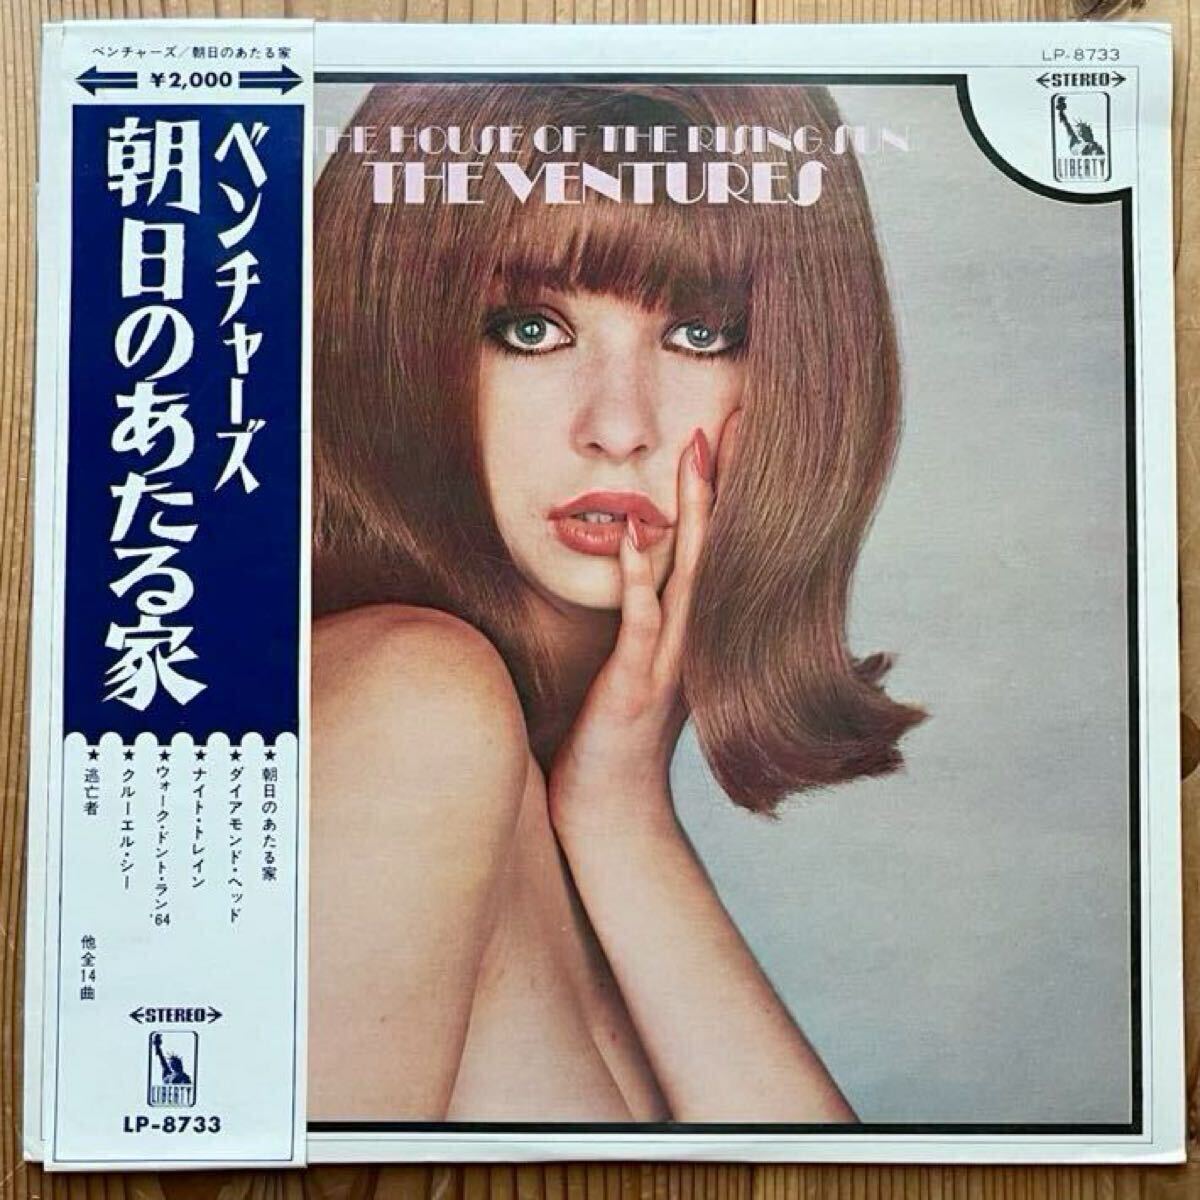 ベンチャーズ/朝日のあたる家
¥2,000
ベンチャーズ
朝日のあたる家
★朝日のあたる家
★ダイアモンド・ヘッド
★ナイト・トレイン
★ウォーク・ドント・ラン'64
★クルーエル・シー
★逃亡者
他全14曲
STEREO
LIBERTY
LP-8733
LP-8733
STEREO
LIBERTY
THE HOUSE OF THE RISING SUN
THE VENTURES